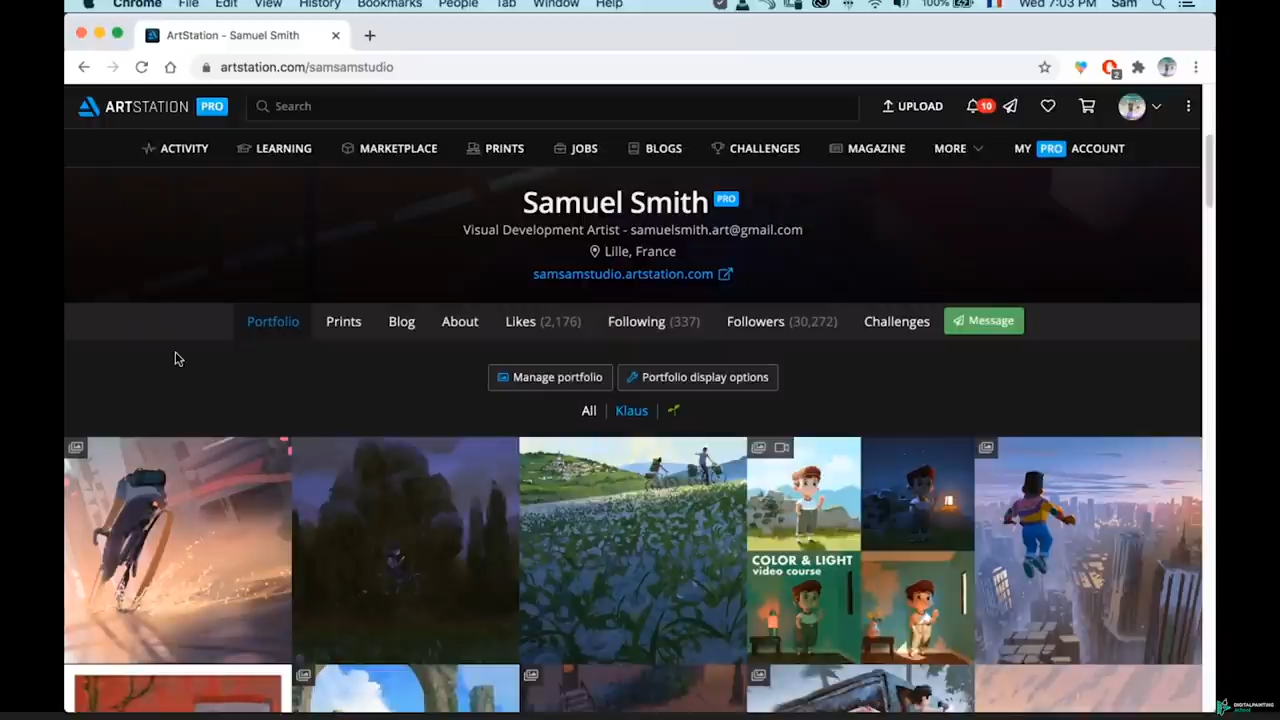 Chrome File Edit View History Bookmarks People Tab Window Help 100% Wed 7:03 PM Sam
ArtStation - Samuel Smith
artstation.com/samsamstudio
2
ARTSTATION PRO Search UPLOAD 10
ACTIVITY LEARNING MARKETPLACE PRINTS JOBS BLOGS CHALLENGES MAGAZINE MORE MY PRO ACCOUNT
Samuel Smith PRO
Visual Development Artist - samuelsmith.art@gmail.com
Lille, France
samsamstudio.artstation.com
Portfolio Prints Blog About Likes (2,176) Following (337) Followers (30,272) Challenges Message
Manage portfolio Portfolio display options
All Klaus
COLOR & LIGHT
video course
DIGITALPAINTING
school